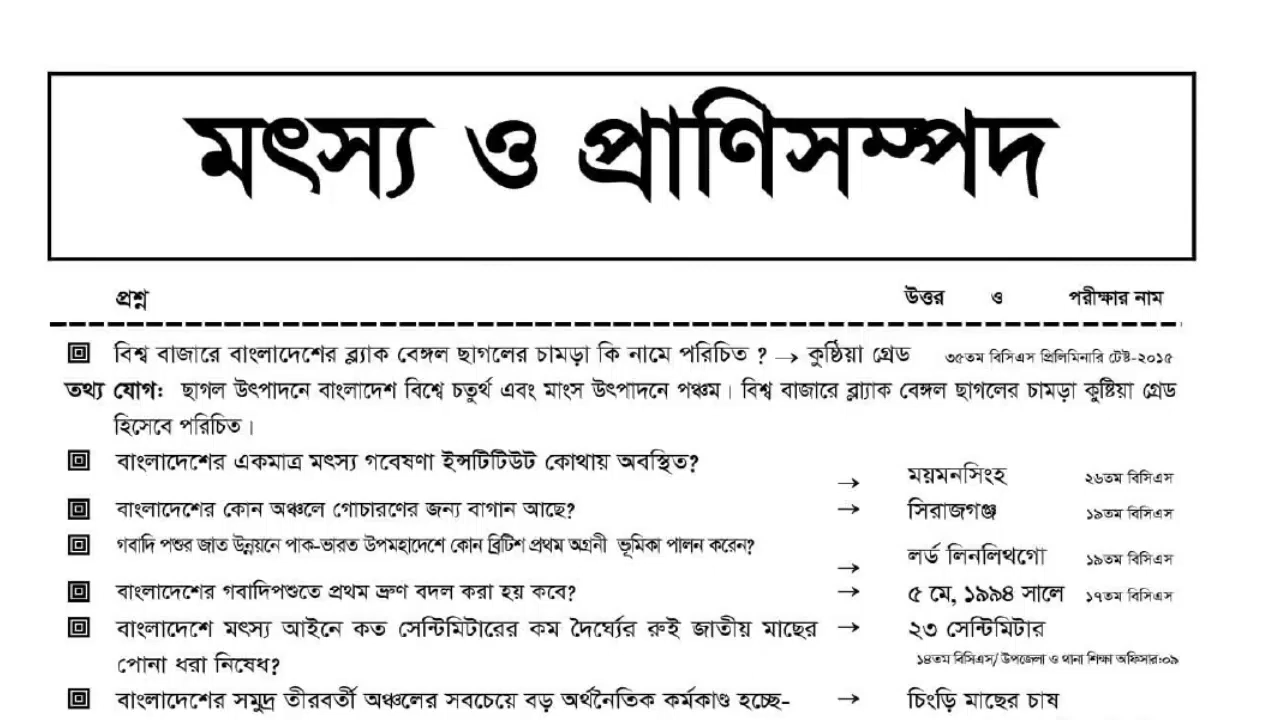 মৎস্য ও প্রাণিসম্পদ
প্রশ্ন উত্তর ও পরীক্ষার নাম
বিশ্ব বাজারে বাংলাদেশের ব্ল্যাক বেঙ্গল ছাগলের চামড়া কি নামে পরিচিত ? → কুষ্ঠিয়া গ্রেড ৩৫তম বিসিএস প্রিলিমিনারি টেষ্ট-২০১৫
তথ্য যোগ: ছাগল উৎপাদনে বাংলাদেশ বিশ্বে চতুর্থ এবং মাংস উৎপাদনে পঞ্চম। বিশ্ব বাজারে ব্ল্যাক বেঙ্গল ছাগলের চামড়া কুষ্টিয়া গ্রেড
হিসেবে পরিচিত।
বাংলাদেশের একমাত্র মৎস্য গবেষণা ইন্সটিটিউট কোথায় অবস্থিত? → ময়মনসিংহ ২৬তম বিসিএস
বাংলাদেশের কোন অঞ্চলে গোচারণের জন্য বাগান আছে? → সিরাজগঞ্জ ১৯তম বিসিএস
গবাদি পশুর জাত উন্নয়নে পাক-ভারত উপমহাদেশে কোন ব্রিটিশ প্রথম অগ্রনী ভূমিকা পালন করেন? → লর্ড লিনলিথগো ১৯তম বিসিএস
বাংলাদেশের গবাদিপশুতে প্রথম ভ্রুণ বদল করা হয় কবে? → ৫ মে, ১৯৯৪ সালে ১৭তম বিসিএস
বাংলাদেশে মৎস্য আইনে কত সেন্টিমিটারের কম দৈর্ঘ্যের রুই জাতীয় মাছের → ২৩ সেন্টিমিটার
পোনা ধরা নিষেধ? ১৪তম বিসিএস/ উপজেলা ও থানা শিক্ষা অফিসার:০৯
বাংলাদেশের সমুদ্র তীরবর্তী অঞ্চলের সবচেয়ে বড় অর্থনৈতিক কর্মকাণ্ড হচ্ছে- → চিংড়ি মাছের চাষ